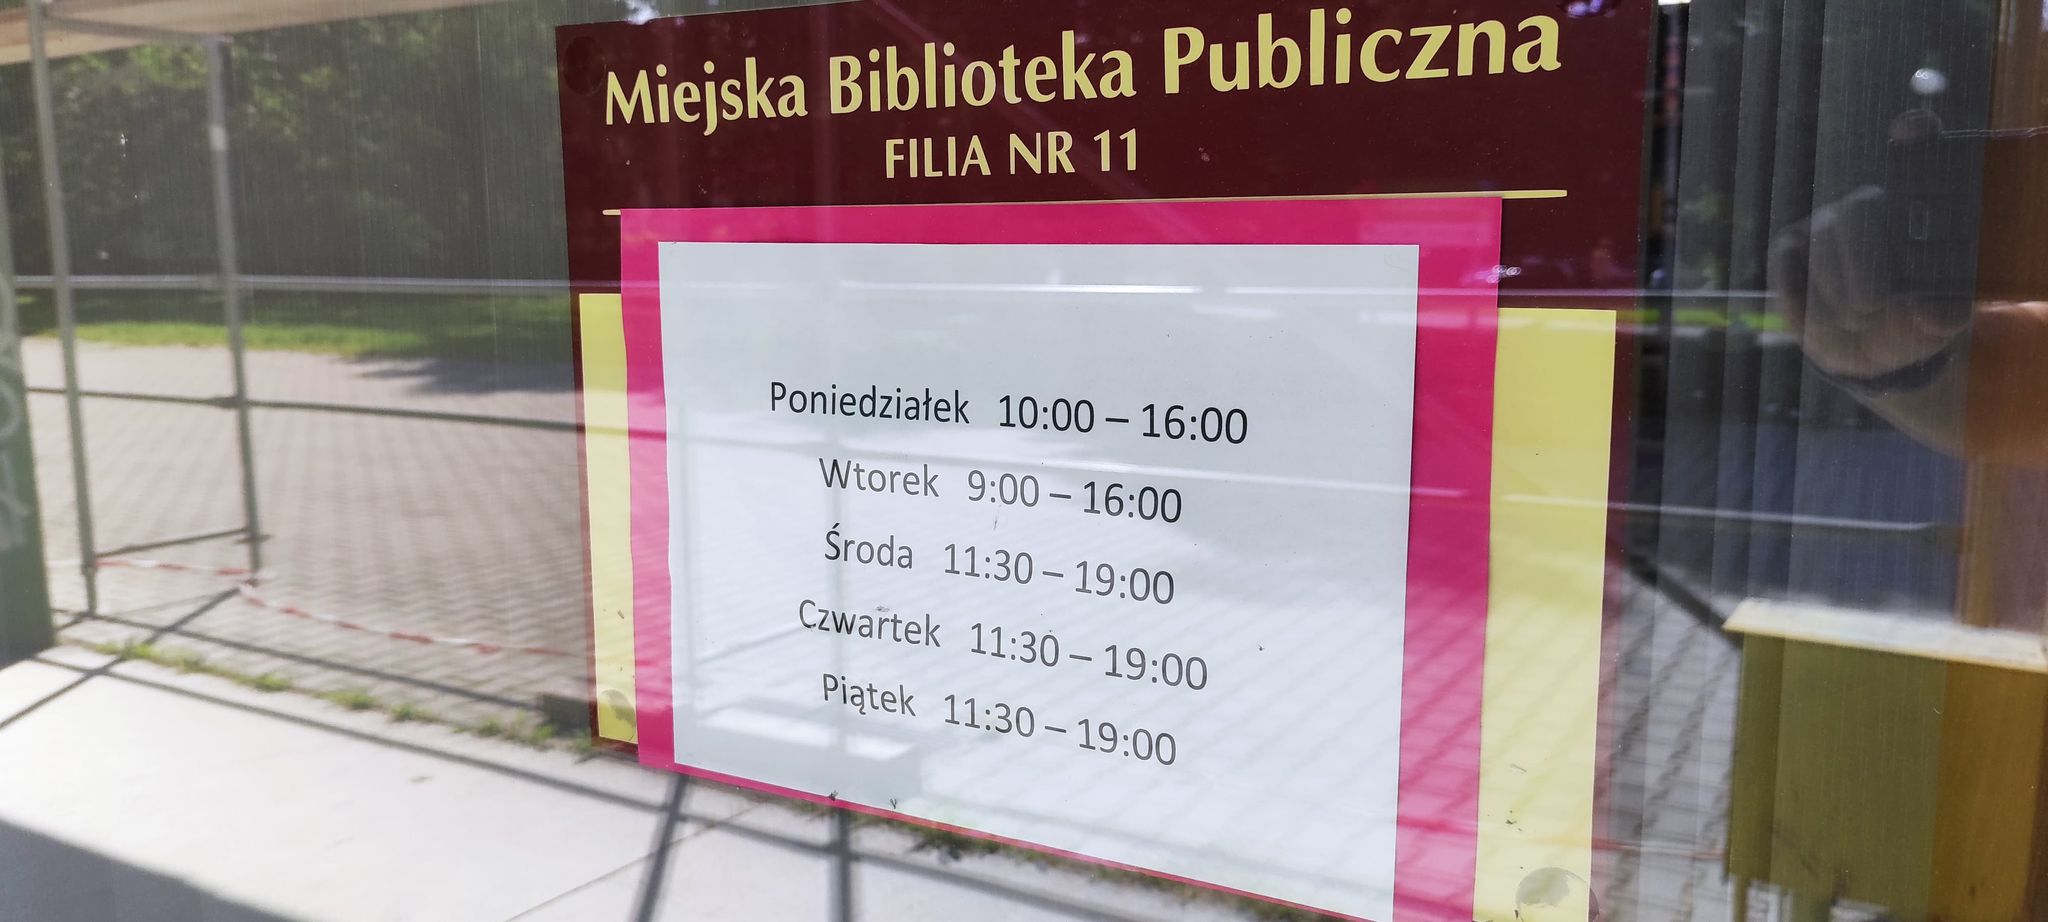 Miejska Biblioteka Publiczna
FILIA NR 11
Poniedziałek 10:00 – 16:00
Wtorek 9:00 – 16:00
Środa 11:30 – 19:00
Czwartek 11:30 – 19:00
Piątek 11:30 – 19:00